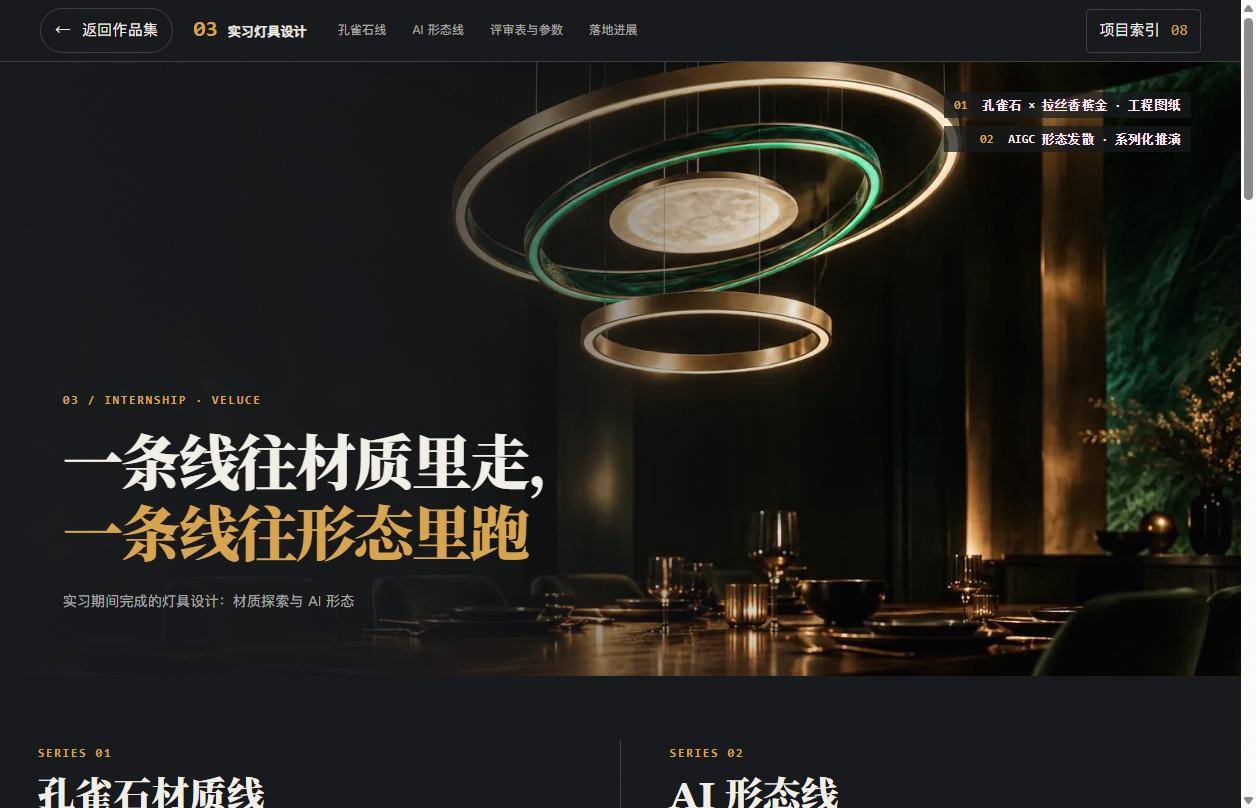 ← 返回作品集
03 实习灯具设计
孔雀石线
AI 形态线
评审表与参数
落地进展
项目索引 08
01 孔雀石 × 拉丝香槟金 · 工程图纸
02 AIGC 形态发散 · 系列化推演
03 / INTERNSHIP · VELUCE
一条线往材质里走，
一条线往形态里跑
实习期间完成的灯具设计：材质探索与 AI 形态
SERIES 01
孔雀石材质线
SERIES 02
AI 形态线